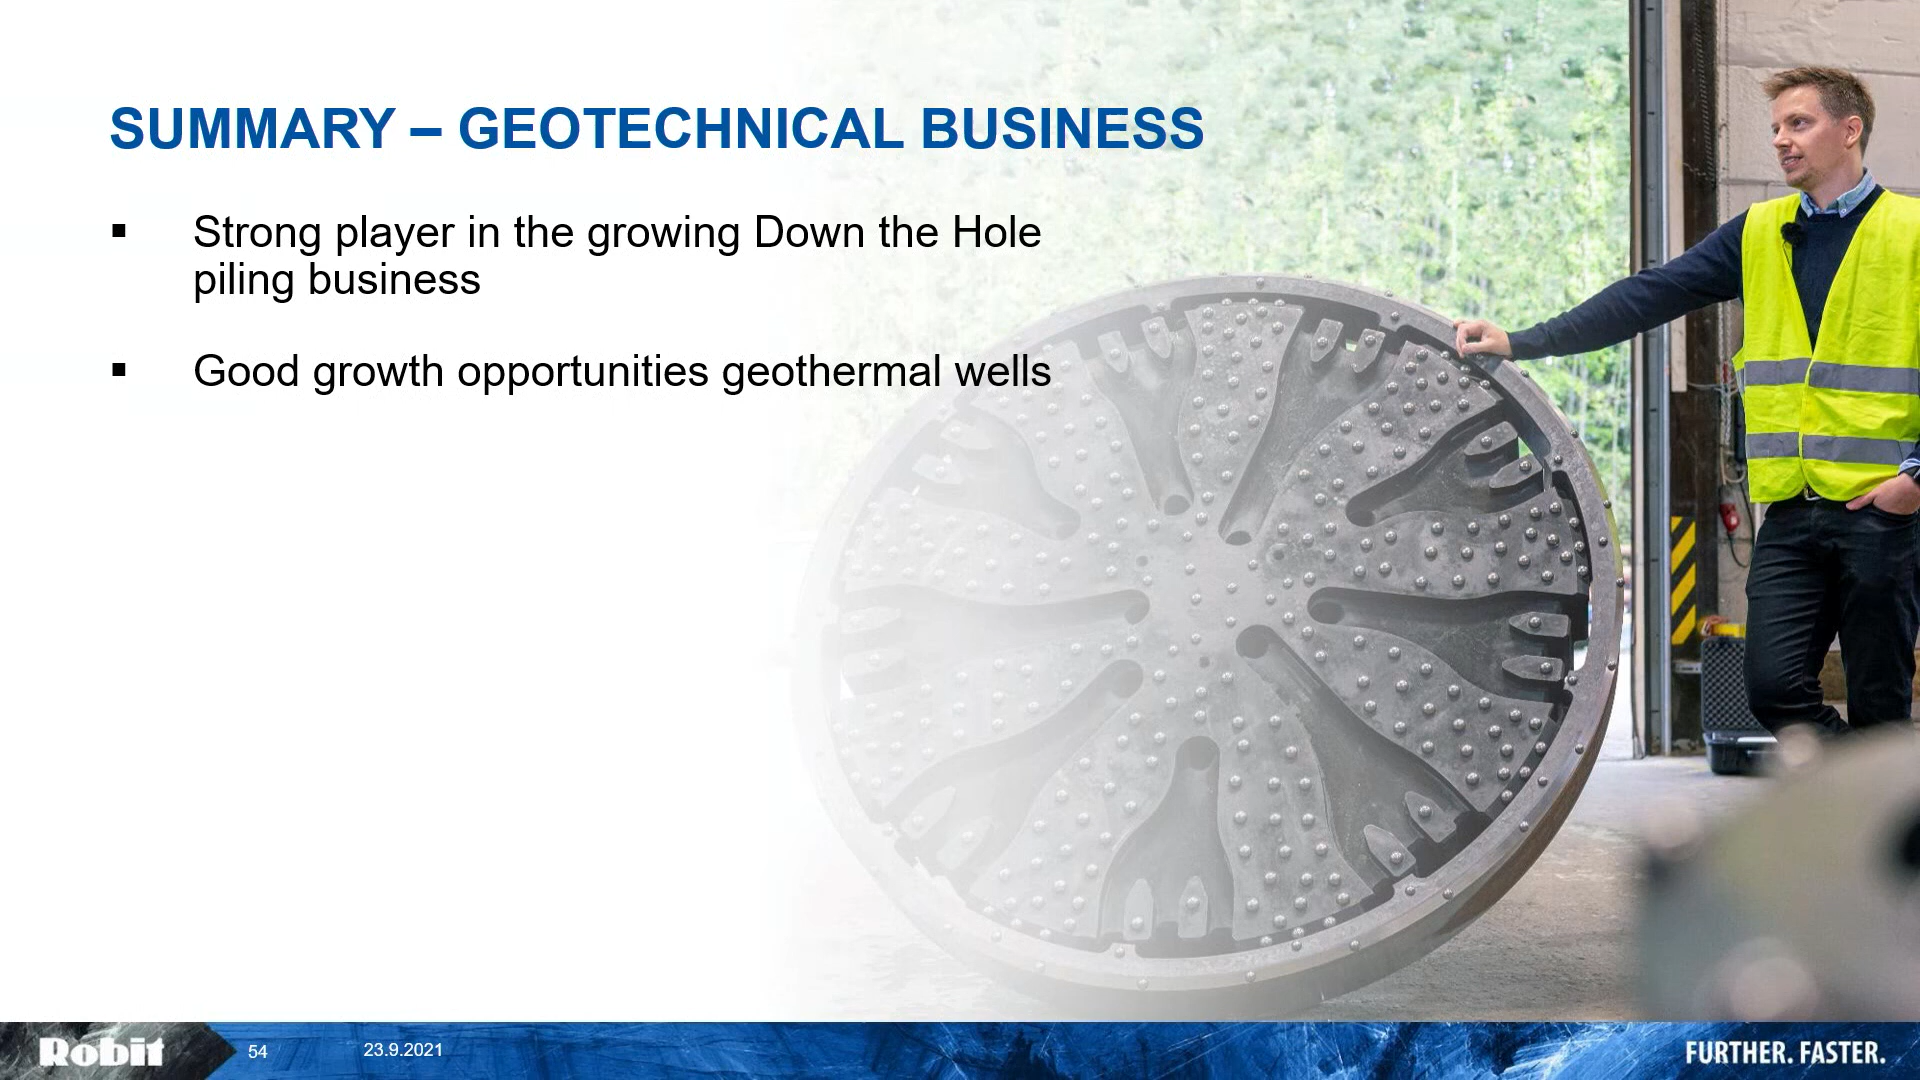 SUMMARY – GEOTECHNICAL BUSINESS
▪ Strong player in the growing Down the Hole
piling business
▪ Good growth opportunities geothermal wells
Robit
54
23.9.2021
FURTHER. FASTER.